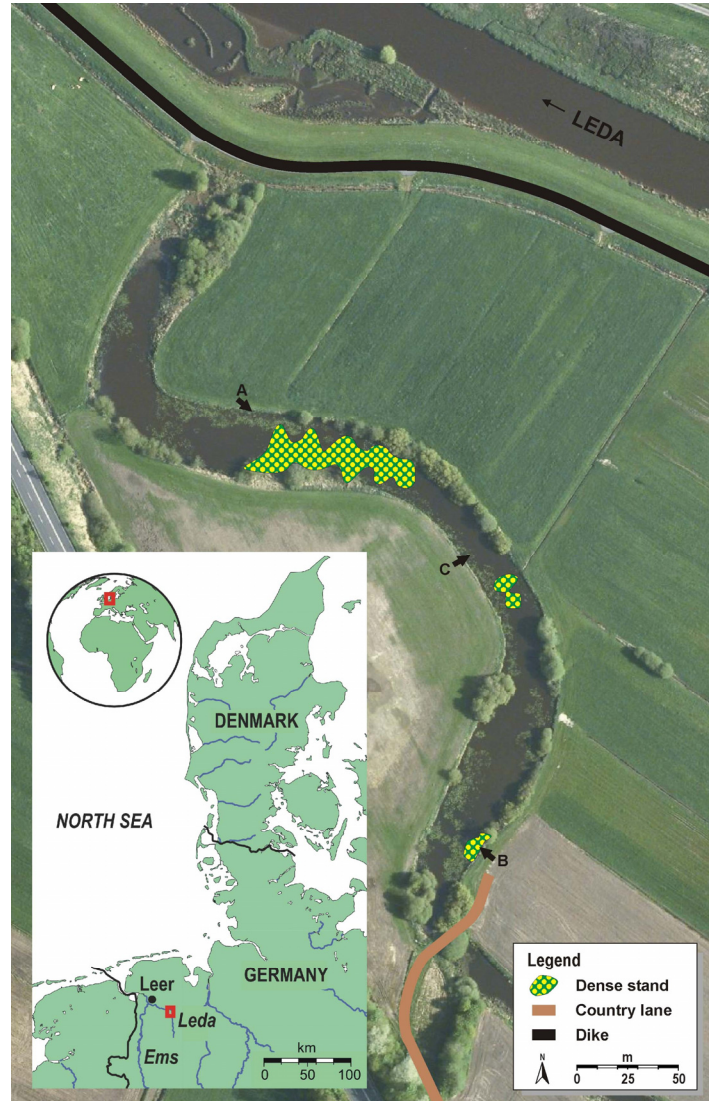 LEDA
A
C
B
DENMARK
NORTH SEA
GERMANY
Leer
Leda
Ems
km
0 50 100
Legend
Dense stand
Country lane
Dike
N
m
0 25 50